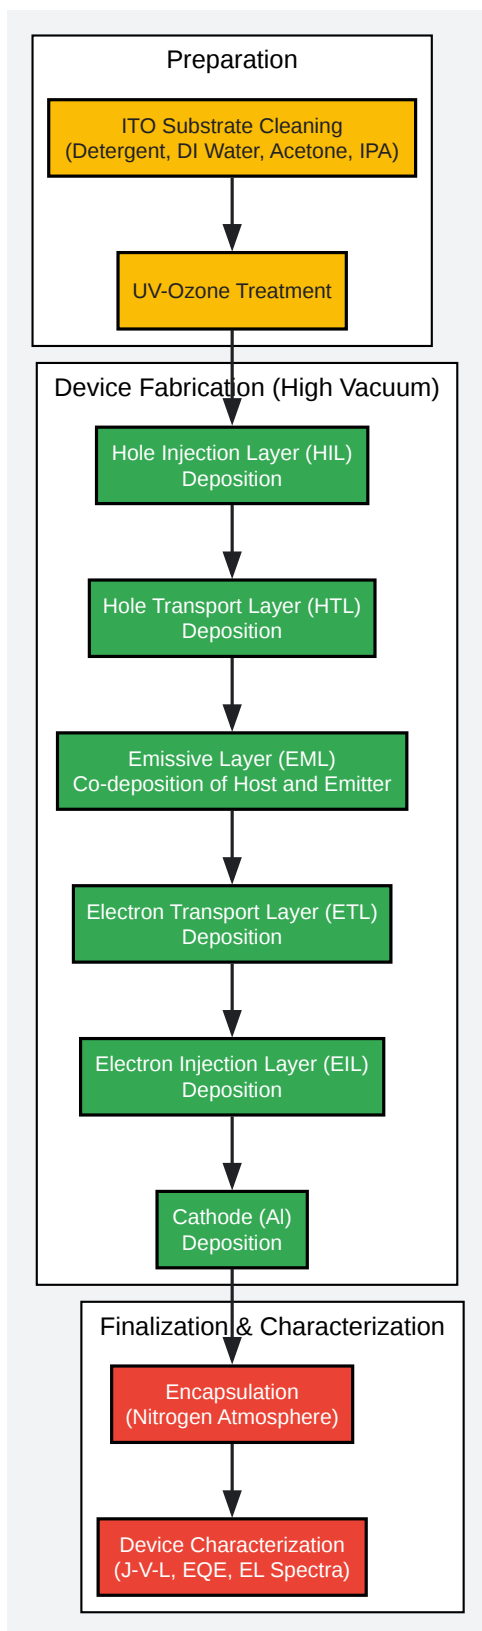 Preparation
ITO Substrate Cleaning
(Detergent, DI Water, Acetone, IPA)
UV-Ozone Treatment
Device Fabrication (High Vacuum)
Hole Injection Layer (HIL)
Deposition
Hole Transport Layer (HTL)
Deposition
Emissive Layer (EML)
Co-deposition of Host and Emitter
Electron Transport Layer (ETL)
Deposition
Electron Injection Layer (EIL)
Deposition
Cathode (Al)
Deposition
Finalization & Characterization
Encapsulation
(Nitrogen Atmosphere)
Device Characterization
(J-V-L, EQE, EL Spectra)